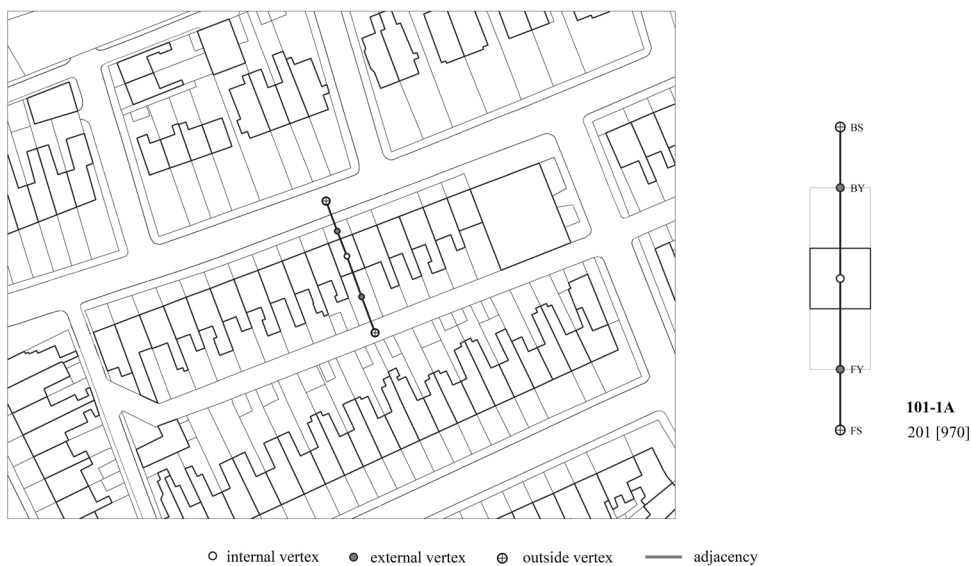 BS
BY
FY
101-1A
201 [970]
FS
internal vertex external vertex outside vertex adjacency